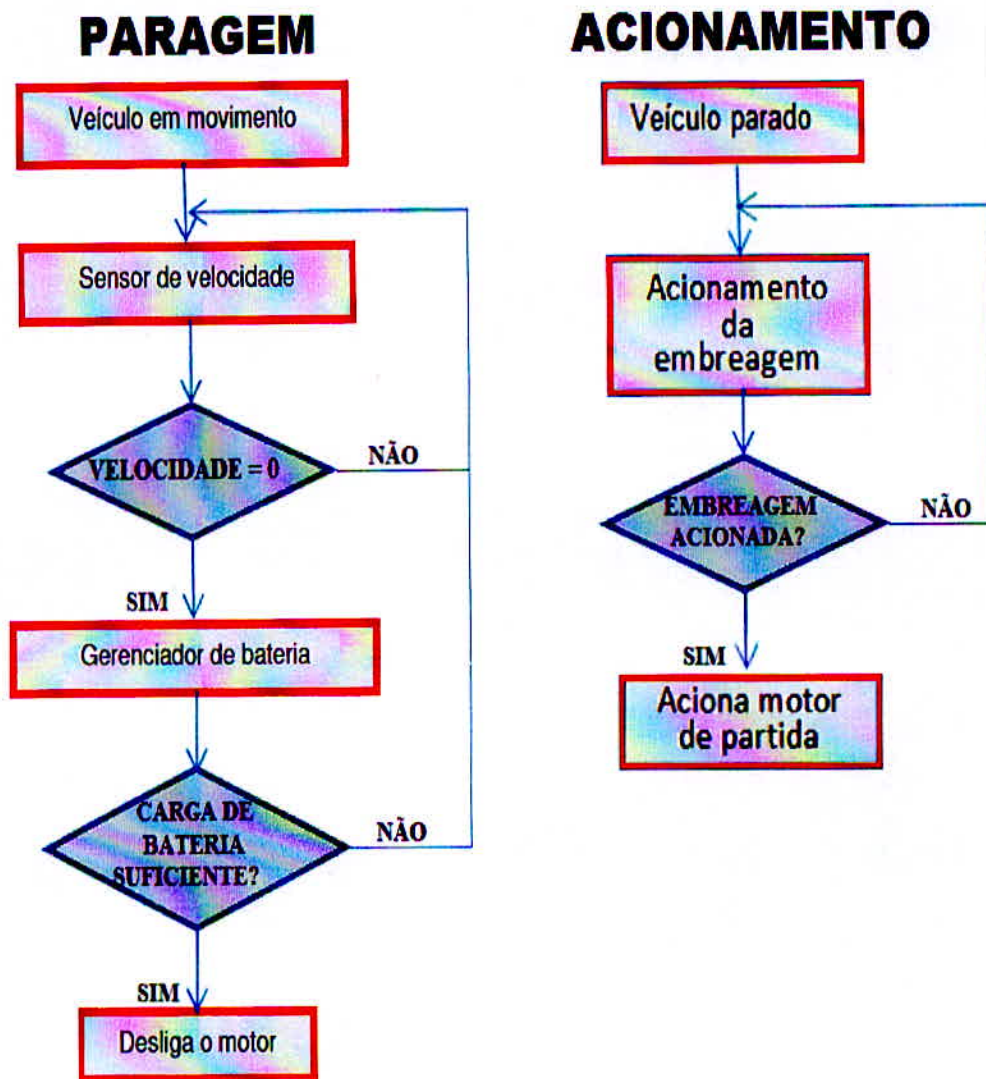 PARAGEM
Veículo em movimento
Sensor de velocidade
VELOCIDADE = 0
NÃO
SIM
Gerenciador de bateria
CARGA DE
BATERIA
SUFICIENTE?
NÃO
SIM
Desliga o motor
ACIONAMENTO
Veículo parado
Acionamento
da
embreagem
EMBREAGEM
ACIONADA?
NÃO
SIM
Aciona motor
de partida